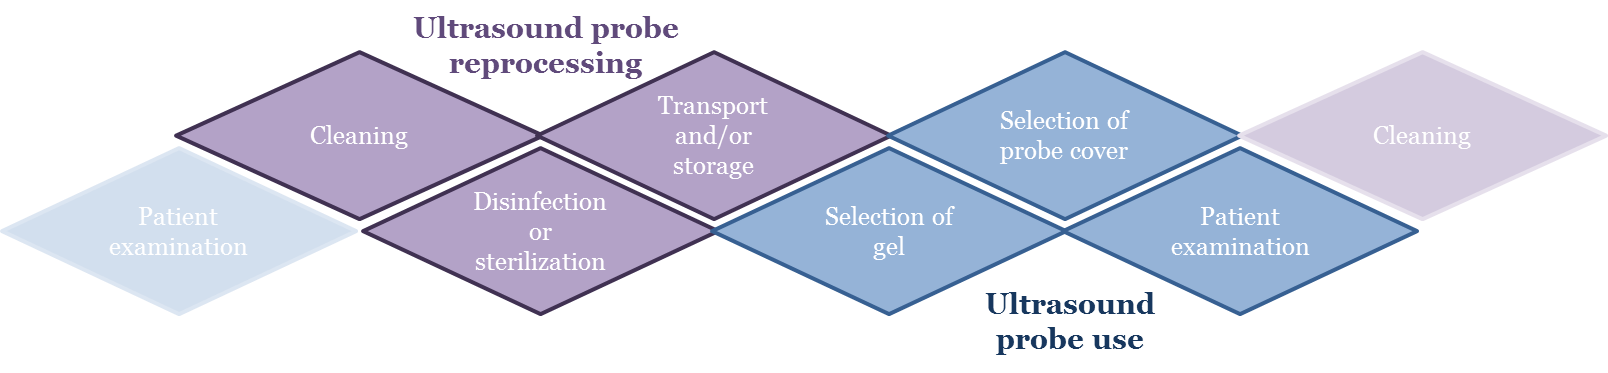 Ultrasound probe
reprocessing
Patient
examination
Cleaning
Disinfection
or
sterilization
Transport
and/or
storage
Selection of
gel
Selection of
probe cover
Patient
examination
Cleaning
Ultrasound
probe use